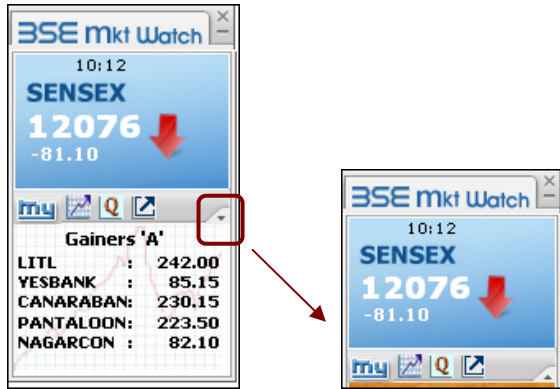 BSE mkt Watch
10:12
SENSEX
12076
-81.10
my Q
Gainers 'A'
LITL : 242.00
YESBANK : 85.15
CANARABAN: 230.15
PANTALOON: 223.50
NAGARCON : 82.10
BSE mkt Watch
10:12
SENSEX
12076
-81.10
my Q